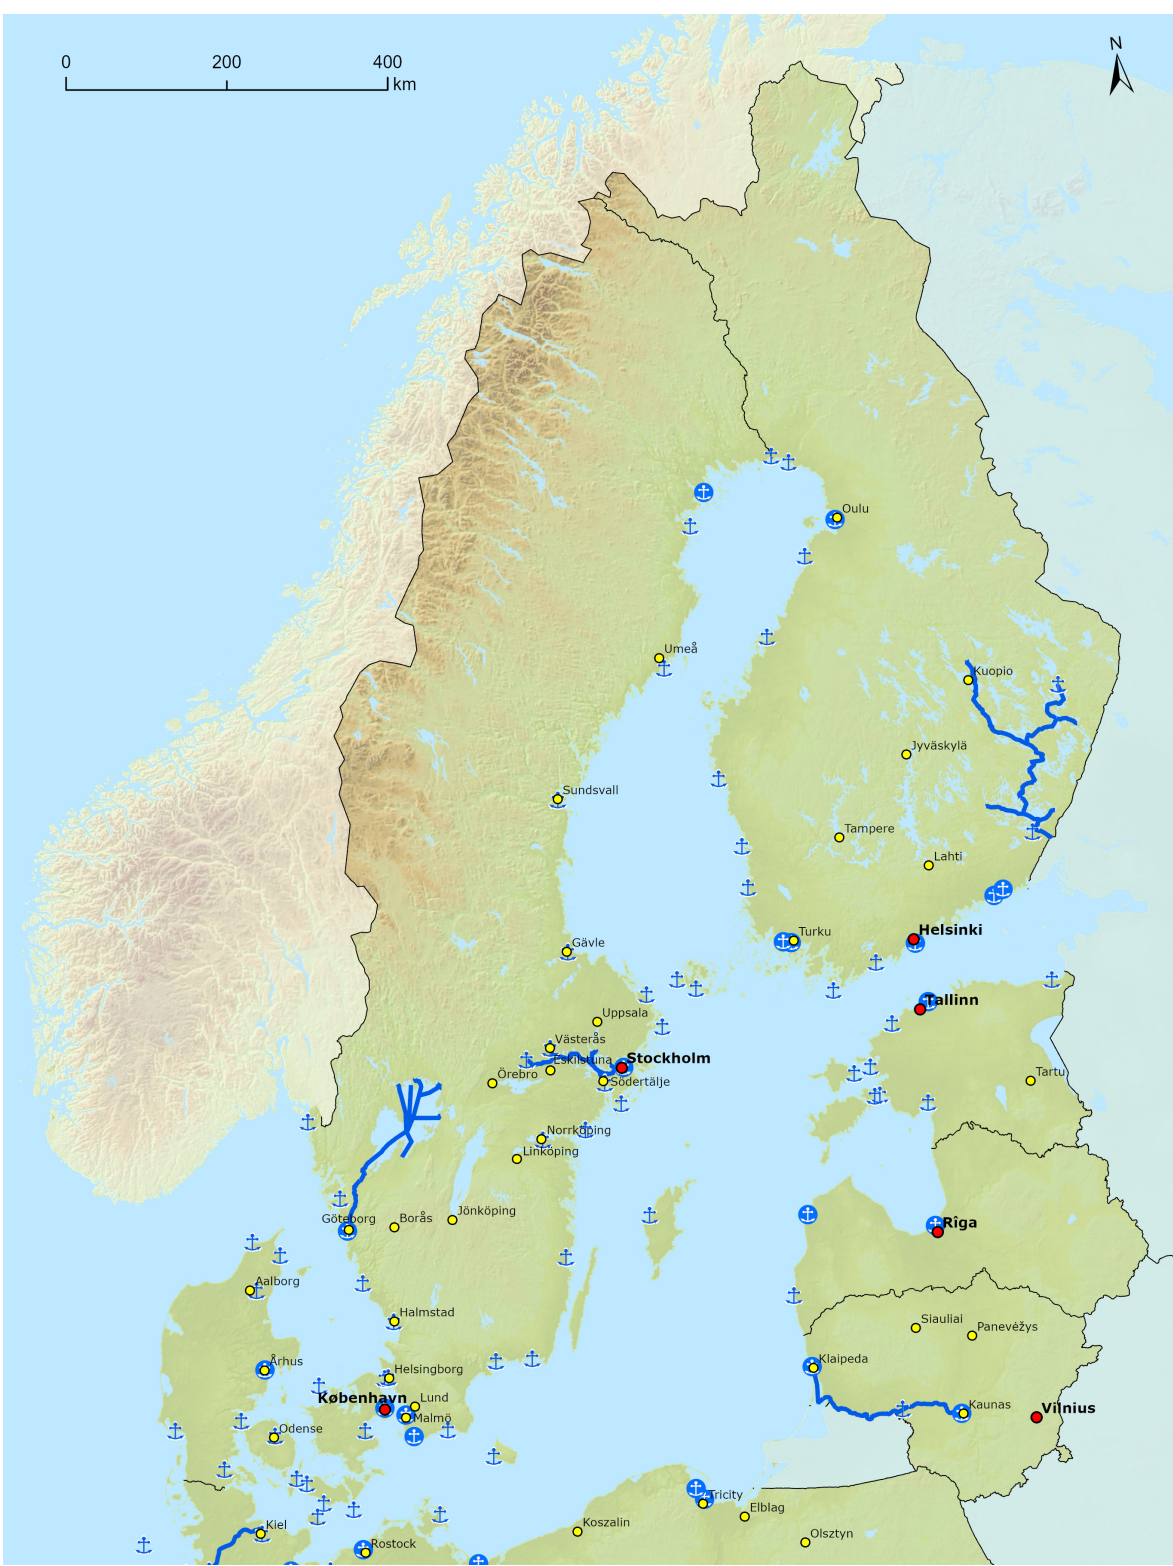 0 200 400
km
N
Oulu
Umeå
Kuopio
Jyväskylä
Sundsvall
Tampere
Lahti
Turku
Helsinki
Gävle
Tallinn
Uppsala
Västerås
Stockholm
Eskilstuna
Örebro
Södertälje
Tartu
Norrköping
Linköping
Jönköping
Göteborg
Borås
Rîga
Aalborg
Halmstad
Siauliai
Panevėžys
Århus
Klaipeda
Helsingborg
København
Lund
Kaunas
Vilnius
Malmö
Odense
Tricity
Elblag
Koszalin
Kiel
Olsztyn
Rostock